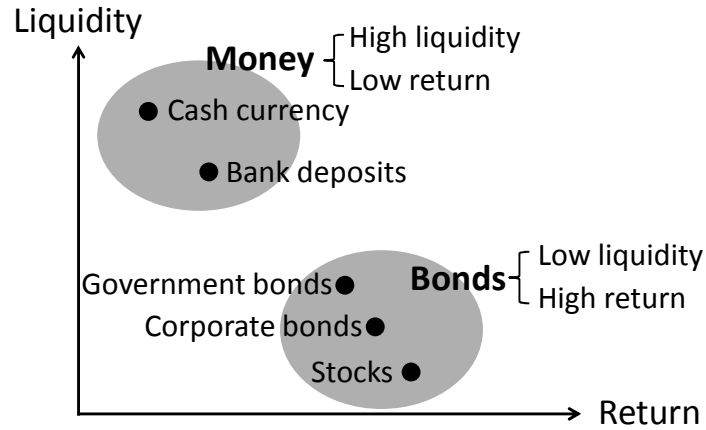 Liquidity
Money
High liquidity
Low return
Cash currency
Bank deposits
Government bonds
Corporate bonds
Stocks
Bonds
Low liquidity
High return
Return